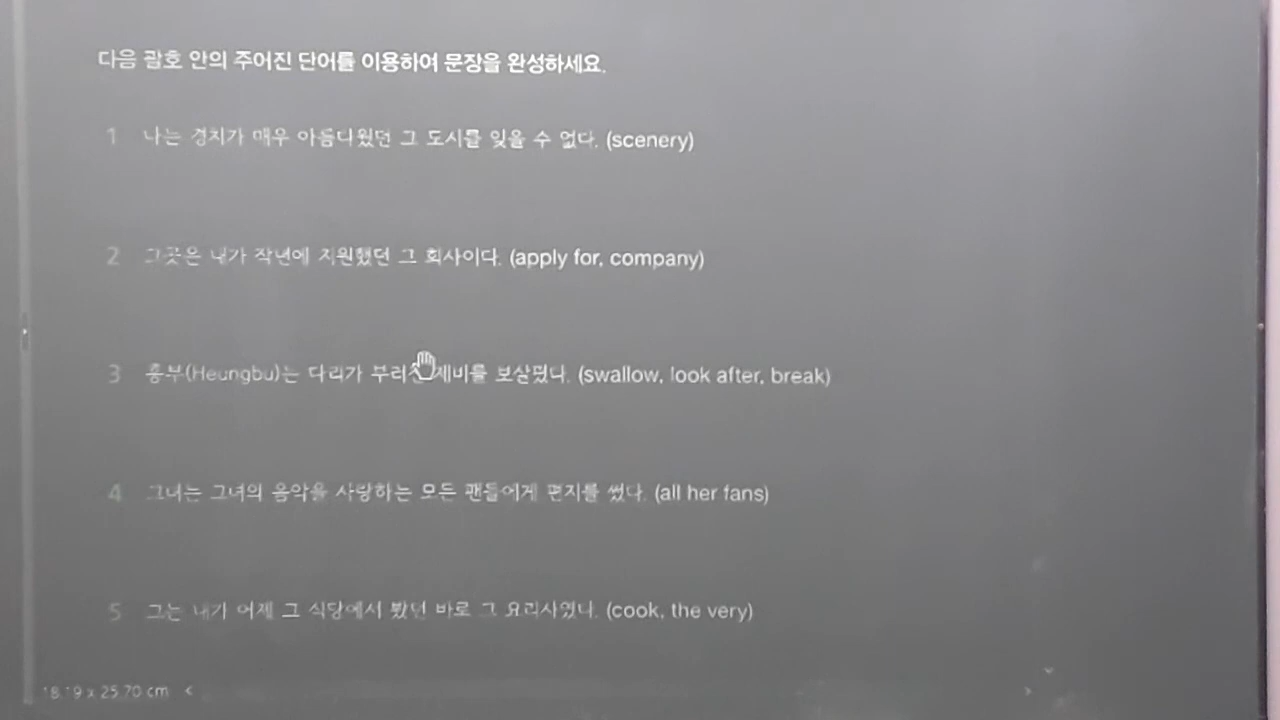 다음 괄호 안의 주어진 단어를 이용하여 문장을 완성하세요.
1 나는 경치가 매우 아름다웠던 그 도시를 잊을 수 없다. (scenery)
2 그곳은 내가 작년에 지원했던 그 회사이다. (apply for, company)
3 흥부(Heungbu)는 다리가 제비를 보살폈다. (swallow, look after, break)
4 그녀는 그녀의 음악을 사랑하는 모든 팬들에게 편지를 썼다. (all her fans)
5 그는 내가 어제 그 식당에서 봤던 바로 그 요리사였다. (cook, the very)
18.19 x 25.70 cm